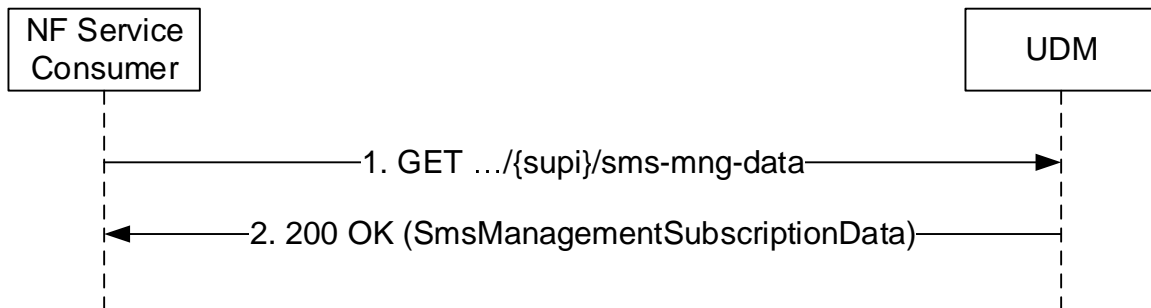 NF Service
Consumer
UDM
1. GET …/{supi}/sms-mng-data
2. 200 OK (SmsManagementSubscriptionData)